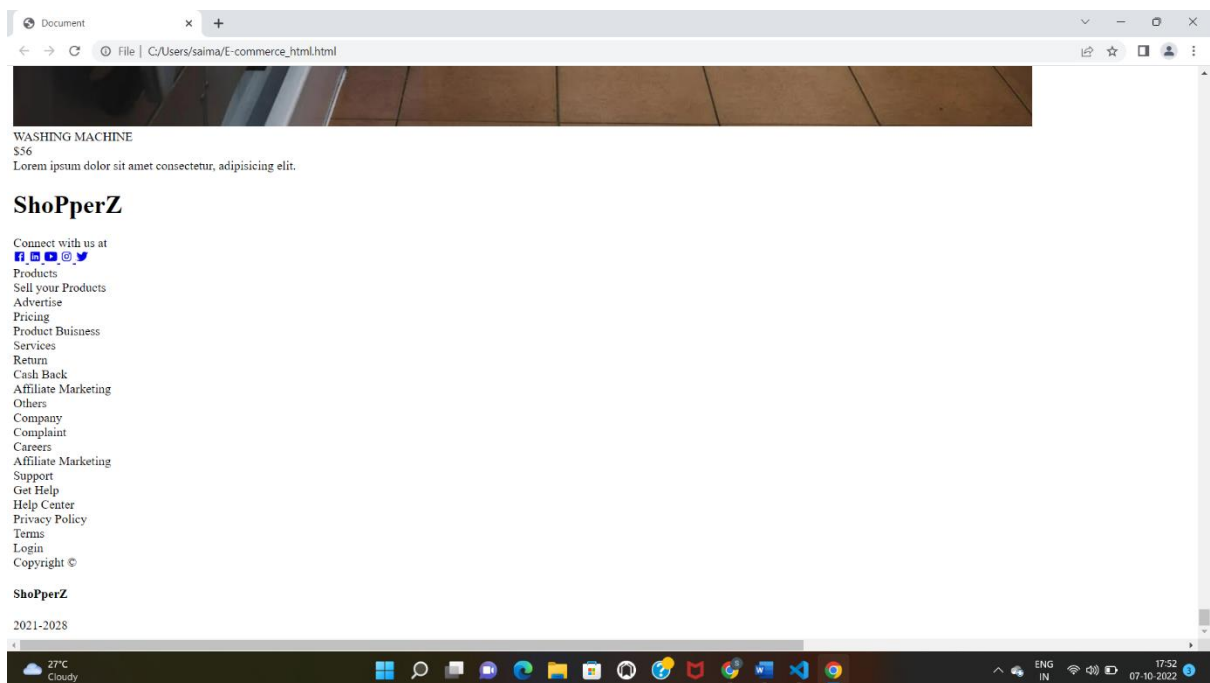 Document
File | C:/Users/saima/E-commerce_html.html
WASHING MACHINE
$56
Lorem ipsum dolor sit amet consectetur, adipisicing elit.
ShoPperZ
Connect with us at
Products
Sell your Products
Advertise
Pricing
Product Buisness
Services
Return
Cash Back
Affiliate Marketing
Others
Company
Complaint
Careers
Affiliate Marketing
Support
Get Help
Help Center
Privacy Policy
Terms
Login
Copyright ©
ShoPperZ
2021-2028
27°C
Cloudy
ENG
IN
17:52
07-10-2022
3